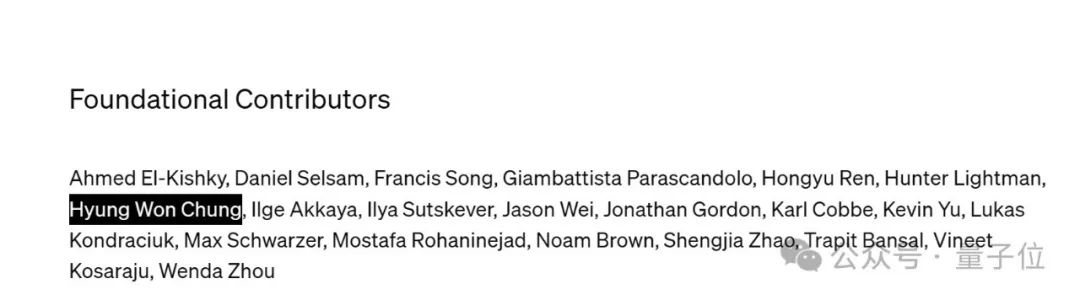 Foundational Contributors
Ahmed El-Kishky, Daniel Selsam, Francis Song, Giambattista Parascandolo, Hongyu Ren, Hunter Lightman,
Hyung Won Chung, Ilge Akkaya, Ilya Sutskever, Jason Wei, Jonathan Gordon, Karl Cobbe, Kevin Yu, Lukas
Kondraciuk, Max Schwarzer, Mostafa Rohaninejad, Noam Brown, Shengjia Zhao, Trapit Bansal, Vineet
Kosaraju, Wenda Zhou
公众号 · 量子位